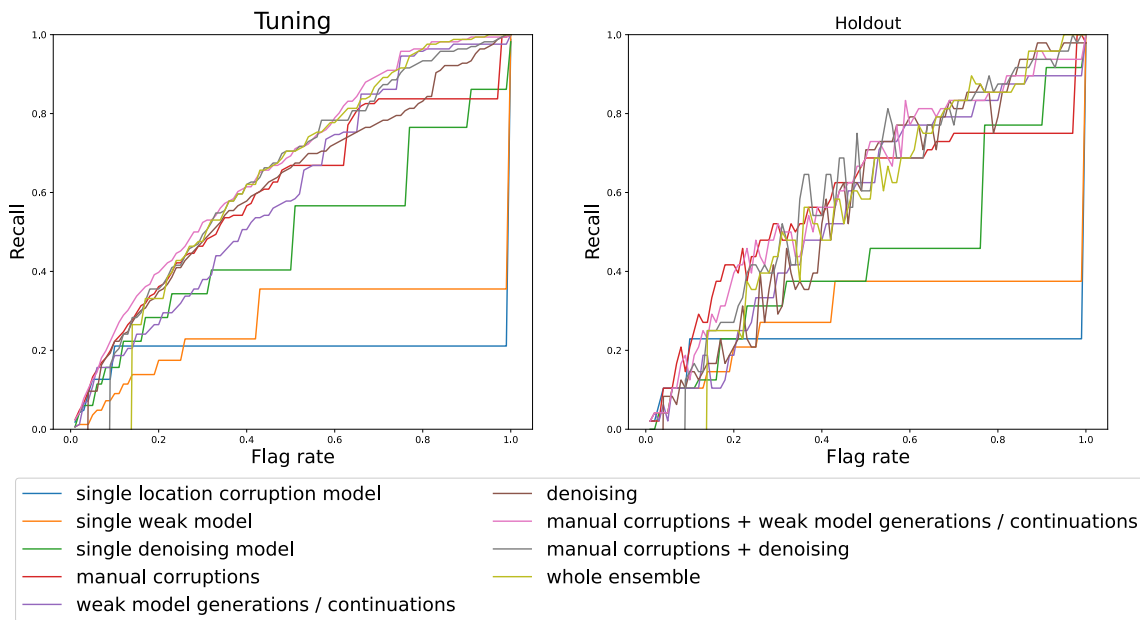 Tuning
Holdout
1.0
0.8
0.6
0.4
0.2
0.0
Recall
0.0 0.2 0.4 0.6 0.8 1.0
Flag rate
1.0
0.8
0.6
0.4
0.2
0.0
Recall
0.0 0.2 0.4 0.6 0.8 1.0
Flag rate
single location corruption model
single weak model
single denoising model
manual corruptions
weak model generations / continuations
denoising
manual corruptions + weak model generations / continuations
manual corruptions + denoising
whole ensemble